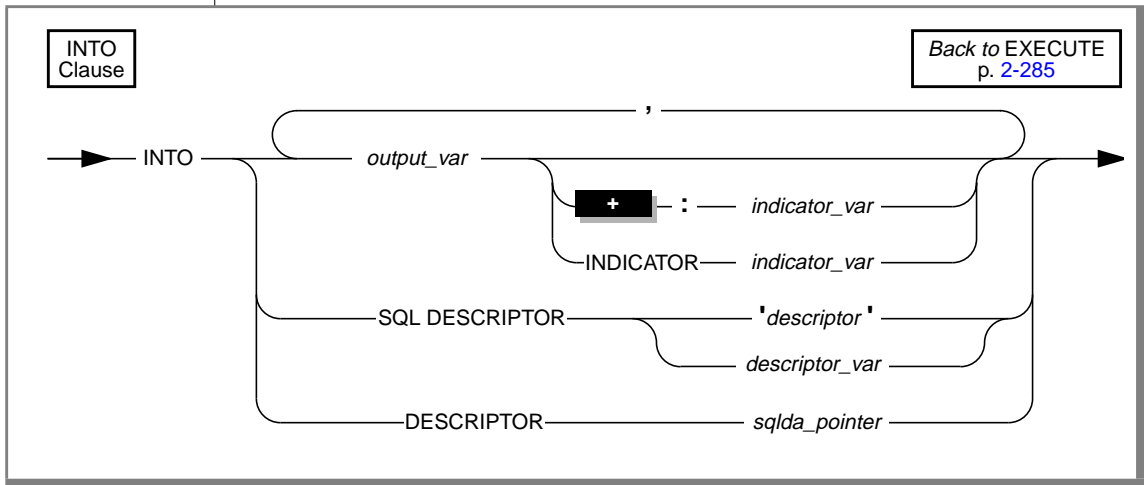 INTO
Clause
Back to EXECUTE
p. 2-285
,
INTO
output_var
+ : indicator_var
INDICATOR indicator_var
SQL DESCRIPTOR 'descriptor'
descriptor_var
DESCRIPTOR sqlda_pointer